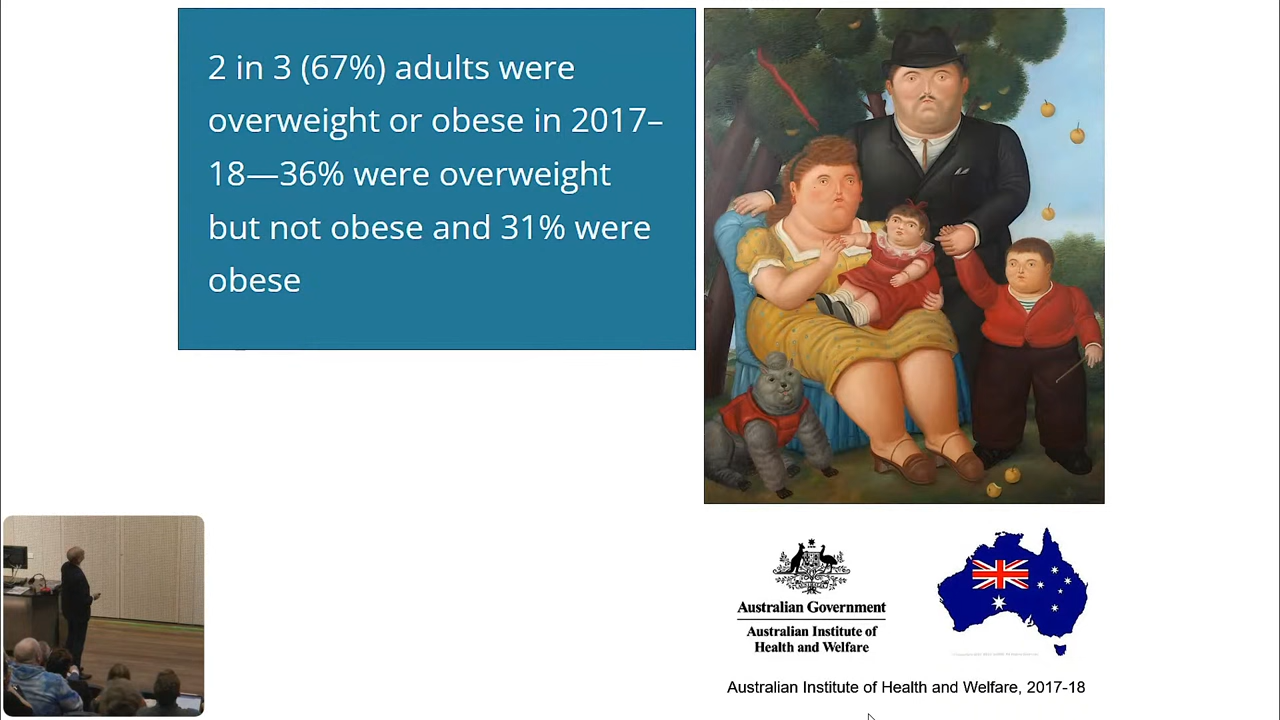 2 in 3 (67%) adults were
overweight or obese in 2017–
18—36% were overweight
but not obese and 31% were
obese
Australian Government
Australian Institute of
Health and Welfare
Australian Institute of Health and Welfare, 2017-18